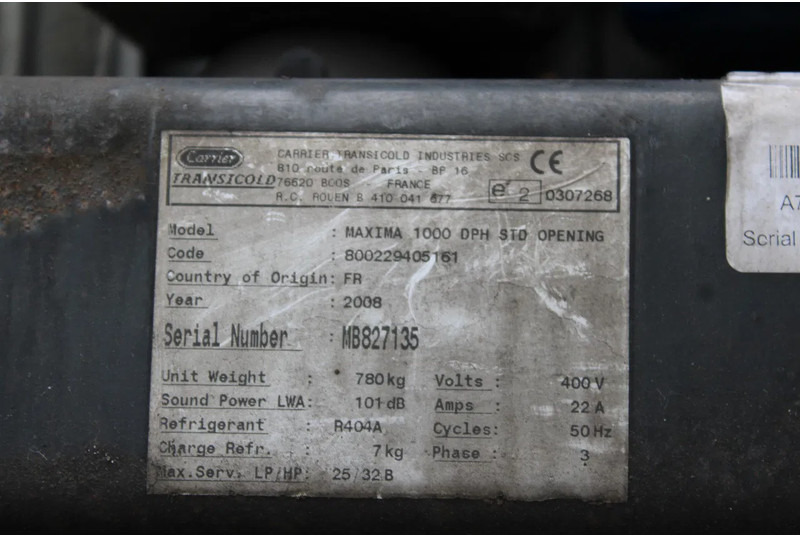 Carrier
TRANSICOLD
CARRIER TRANSICOLD INDUSTRIES SCS
810 route de Paris - BP 16
76520 BOOS - FRANCE
R.C. ROUEN B 410 041 677
CE
e 2 0307268
Model : MAXIMA 1000 DPH STD OPENING
Code : 800229405161
Country of Origin: FR
Year : 2008
Serial Number : MB827135
Unit Weight : 780kg Volts : 400 V
Sound Power LWA: 101 dB Amps : 22 A
Refrigerant : R404A Cycles: 50 Hz
Charge Refr. : 7 kg Phase : 3
Max.Serv. LP/HP: 25/32 B
A7
Serial